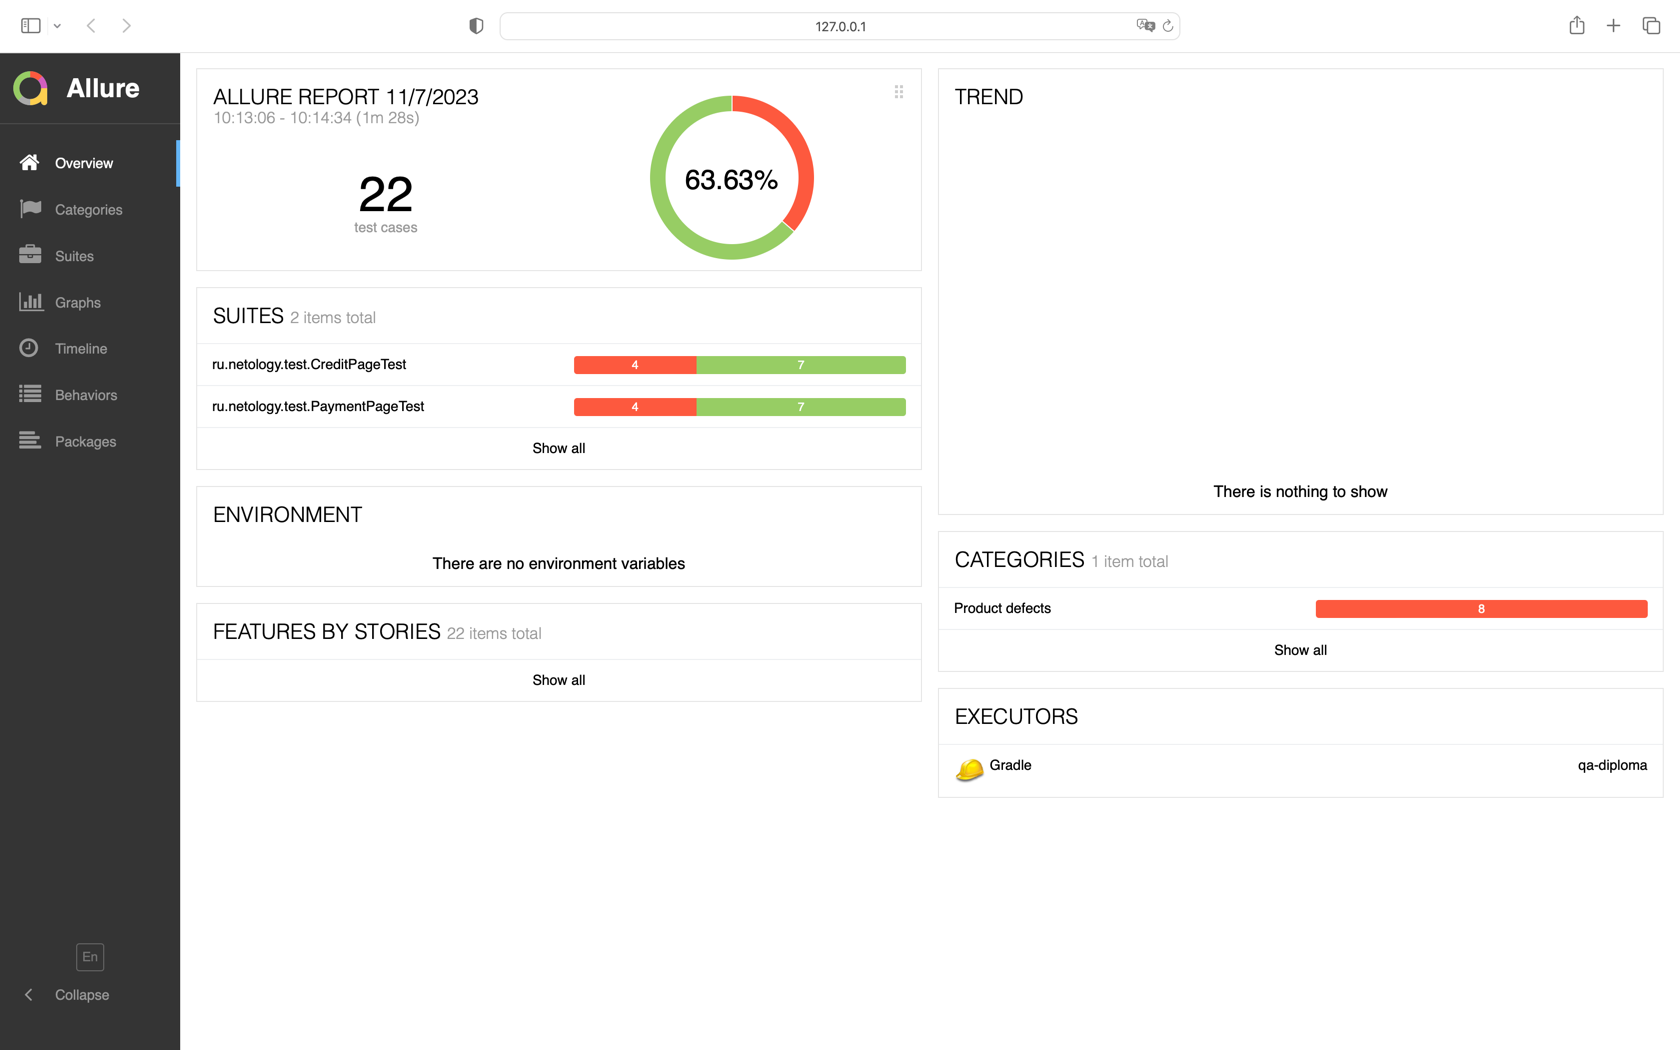 127.0.0.1
Allure
Overview
Categories
Suites
Graphs
Timeline
Behaviors
Packages
En
Collapse
ALLURE REPORT 11/7/2023
10:13:06 - 10:14:34 (1m 28s)
22
test cases
63.63%
SUITES 2 items total
ru.netology.test.CreditPageTest 4 7
ru.netology.test.PaymentPageTest 4 7
Show all
ENVIRONMENT
There are no environment variables
FEATURES BY STORIES 22 items total
Show all
TREND
There is nothing to show
CATEGORIES 1 item total
Product defects 8
Show all
EXECUTORS
Gradle qa-diploma